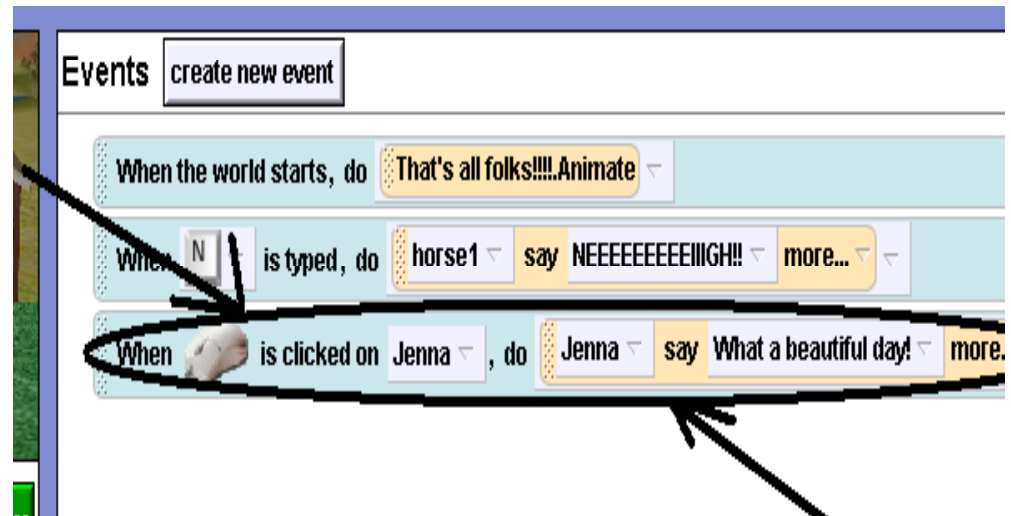 Events create new event
When the world starts, do That's all folks!!!!.Animate
When N is typed, do horse1 say NEEEEEEEEEIIIGH!! more...
When is clicked on Jenna , do Jenna say What a beautiful day! more.